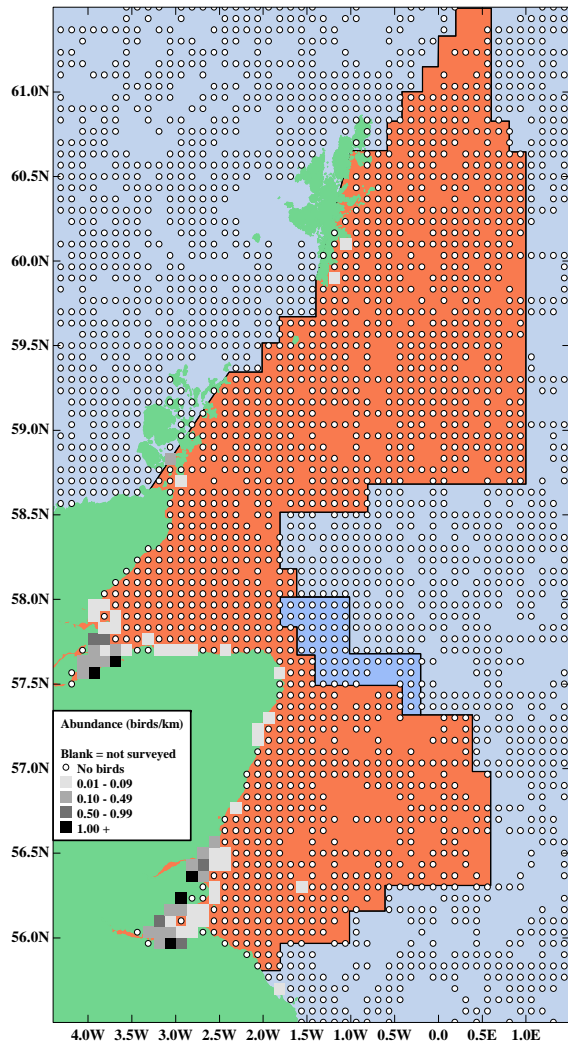 61.0N
60.5N
60.0N
59.5N
59.0N
58.5N
58.0N
57.5N
Abundance (birds/km)
Blank = not surveyed
No birds
0.01 - 0.09
0.10 - 0.49
0.50 - 0.99
1.00 +
57.0N
56.5N
56.0N
4.0W 3.5W 3.0W 2.5W 2.0W 1.5W 1.0W 0.5W 0.0 0.5E 1.0E